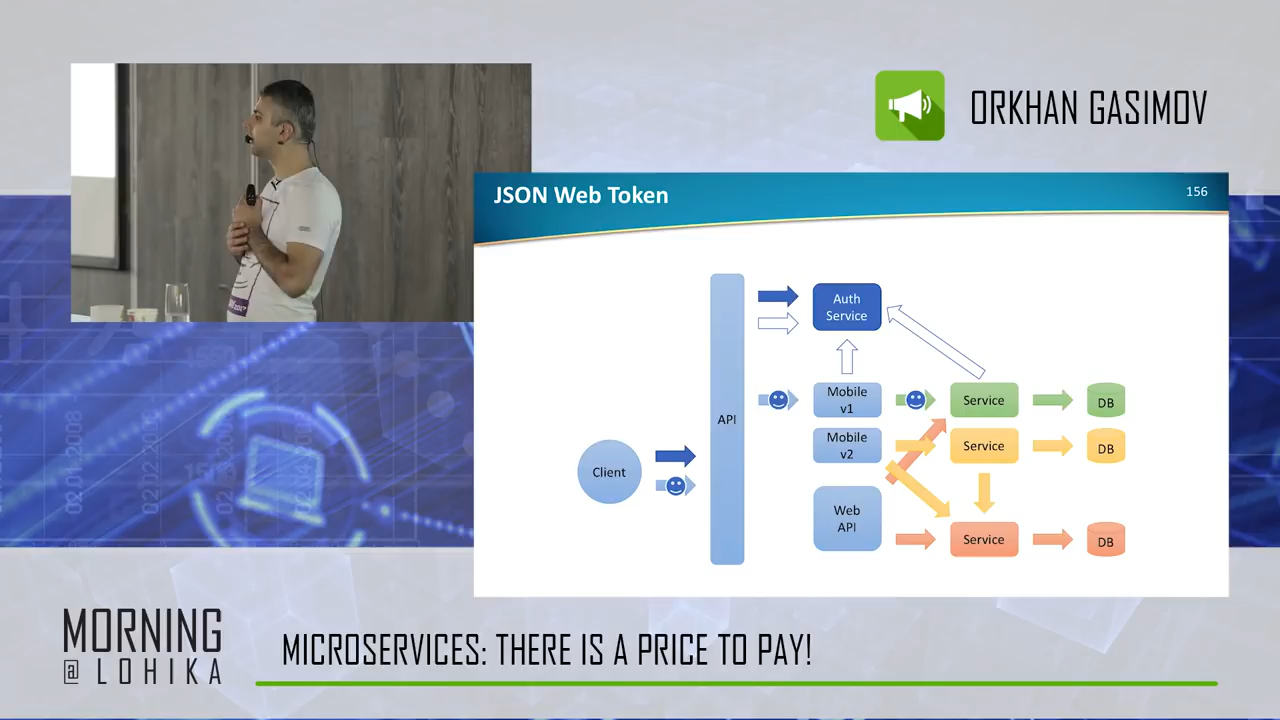 ORKHAN GASIMOV
JSON Web Token
156
Auth
Service
Mobile
v1
Service
DB
API
Mobile
v2
Service
DB
Client
Web
API
Service
DB
MORNING
@ LOHIKA
MICROSERVICES: THERE IS A PRICE TO PAY!